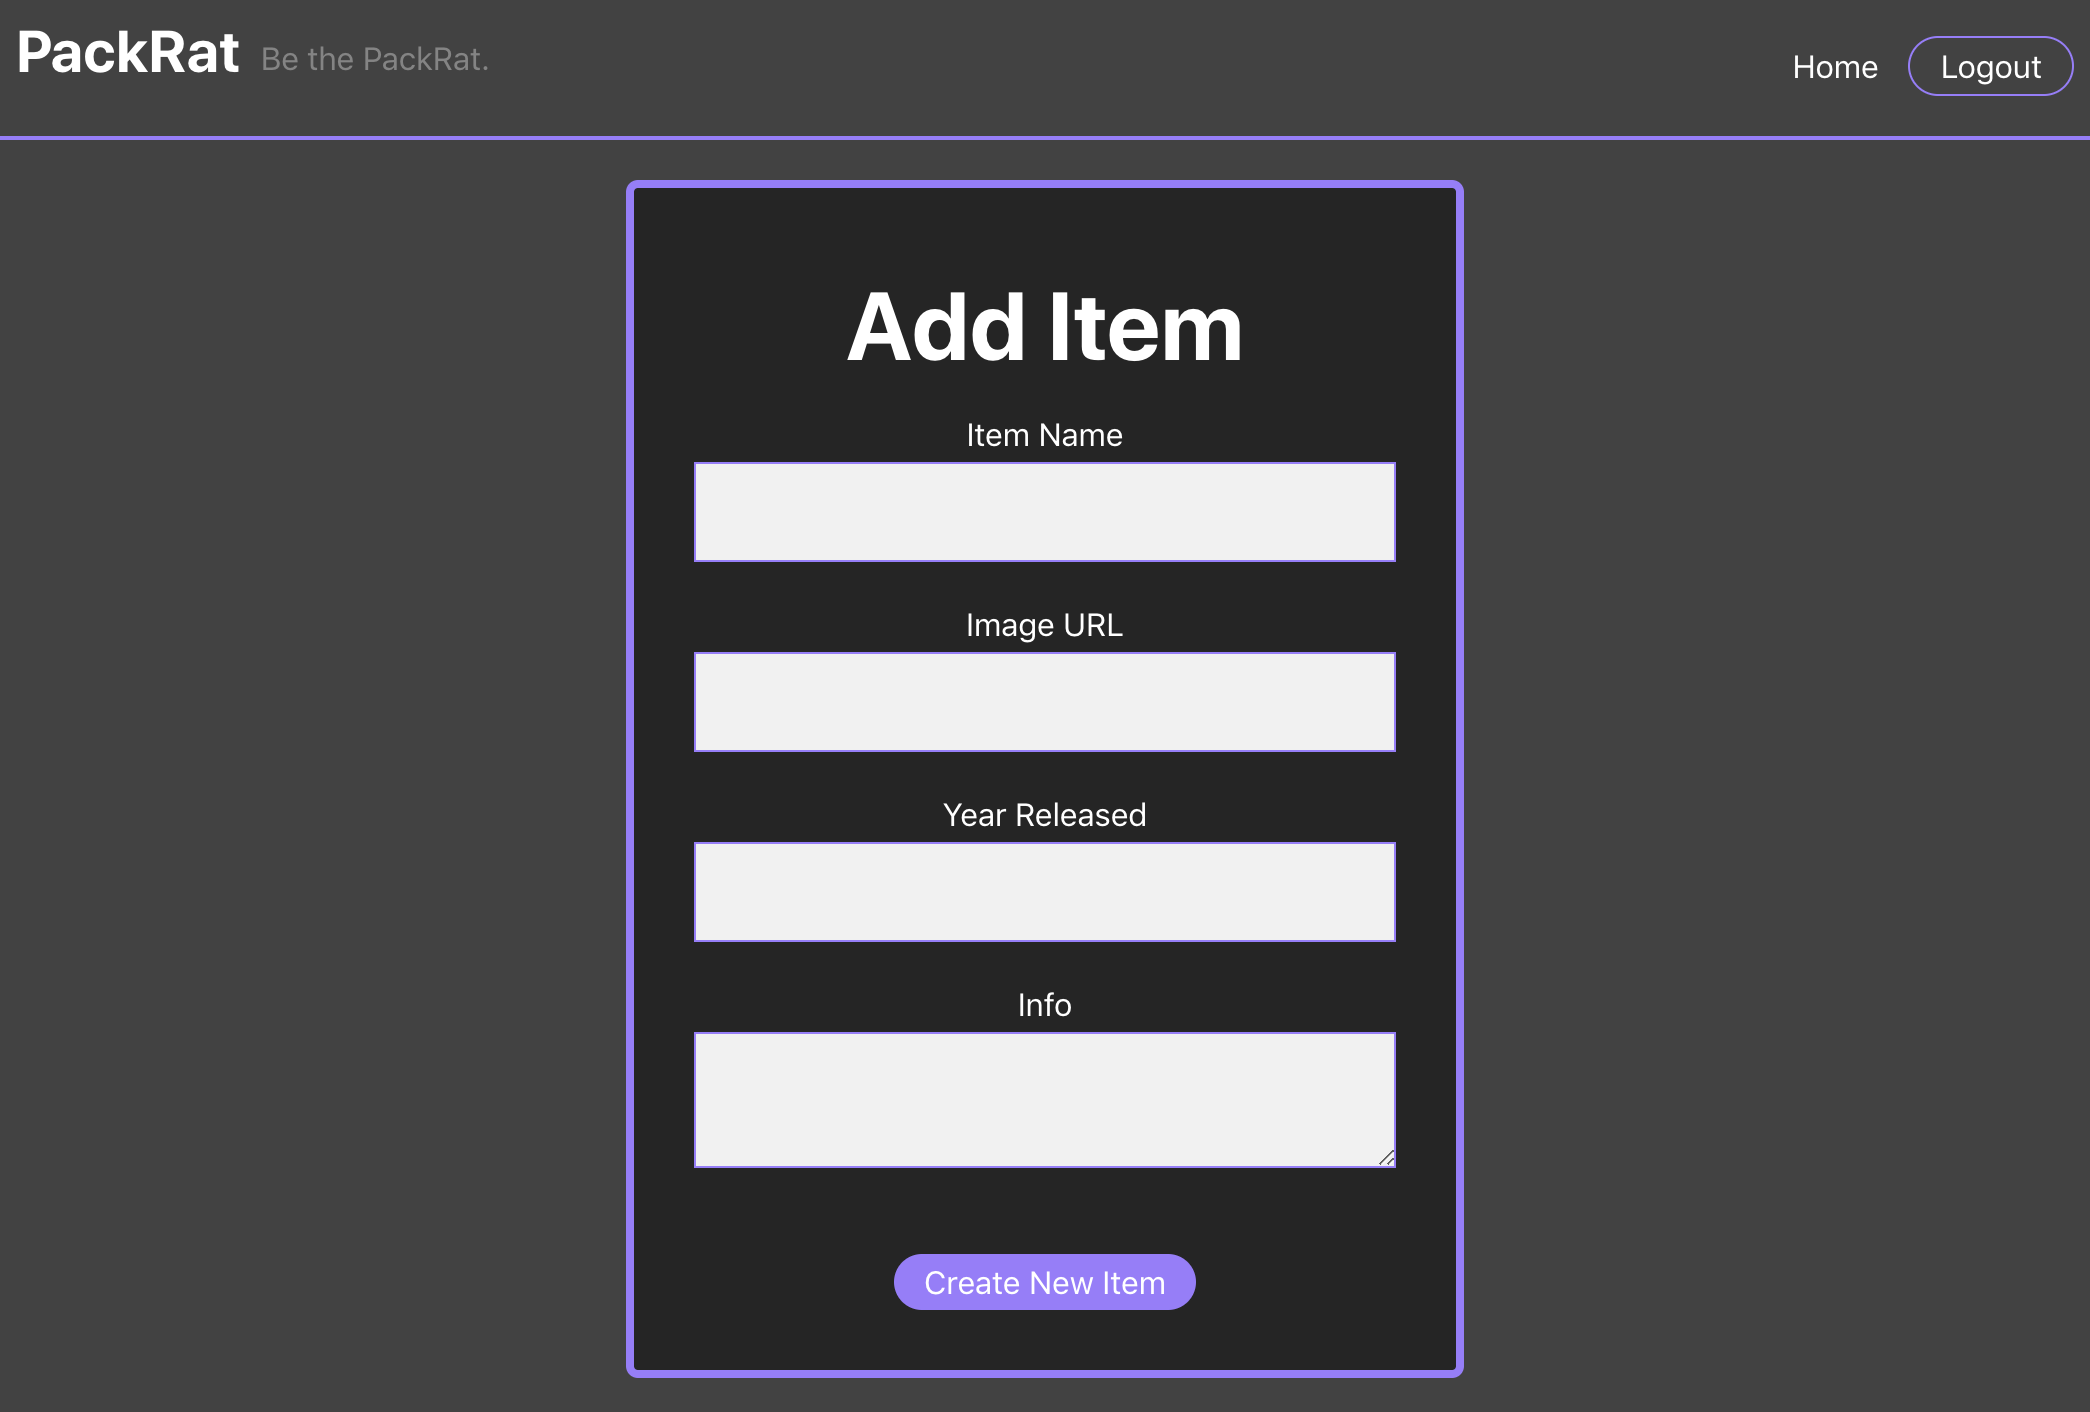 PackRat Be the PackRat.
Home Logout
Add Item
Item Name
Image URL
Year Released
Info
Create New Item